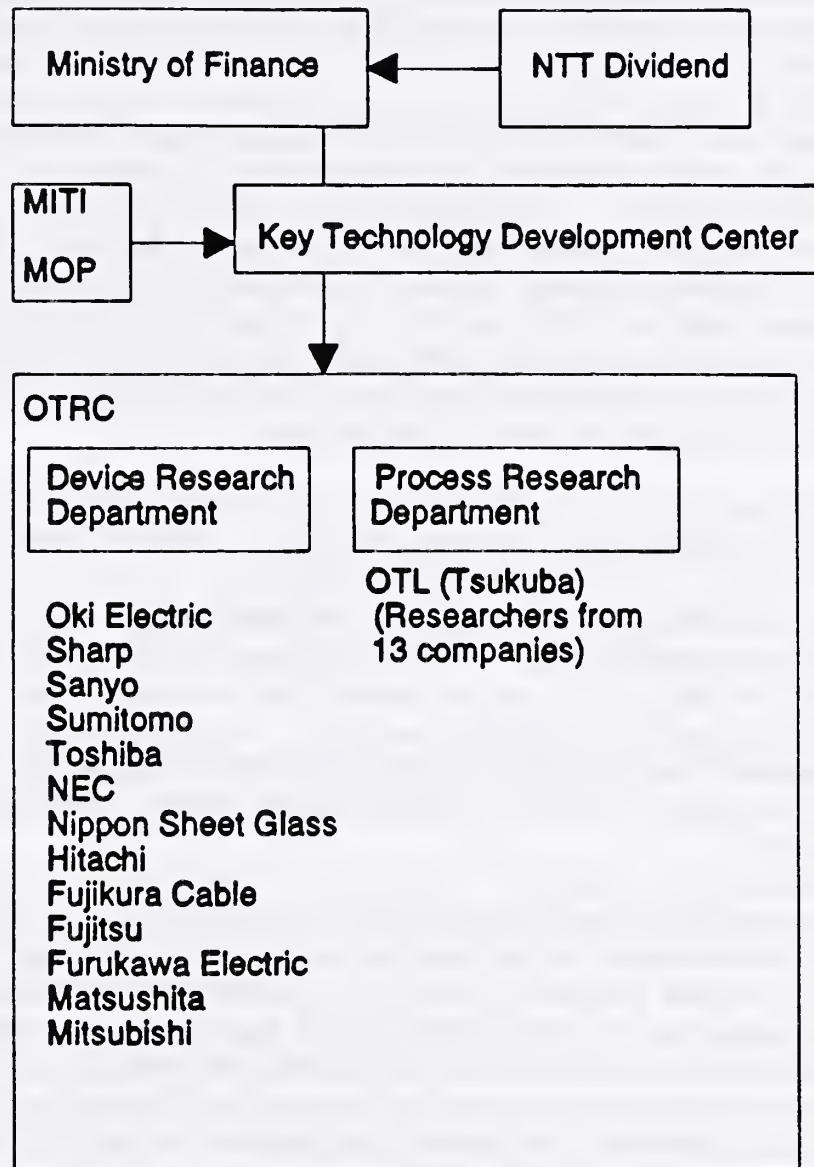 Ministry of Finance
NTT Dividend
MITI
MOP
Key Technology Development Center
OTRC
Device Research
Department
Process Research
Department
OTL (Tsukuba)
(Researchers from
13 companies)
Oki Electric
Sharp
Sanyo
Sumitomo
Toshiba
NEC
Nippon Sheet Glass
Hitachi
Fujikura Cable
Fujitsu
Furukawa Electric
Matsushita
Mitsubishi